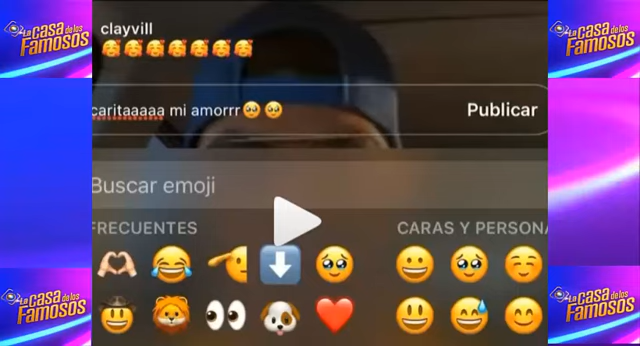 La casa de los
Famosos
La casa de los
Famosos
clayvill
🥰🥰🥰🥰🥰🥰🥰
caritaaaaa mi amorrr🥹🥹
Publicar
Buscar emoji
FRECUENTES
CARAS Y PERSONA
La casa de los
Famosos
La casa de los
Famosos